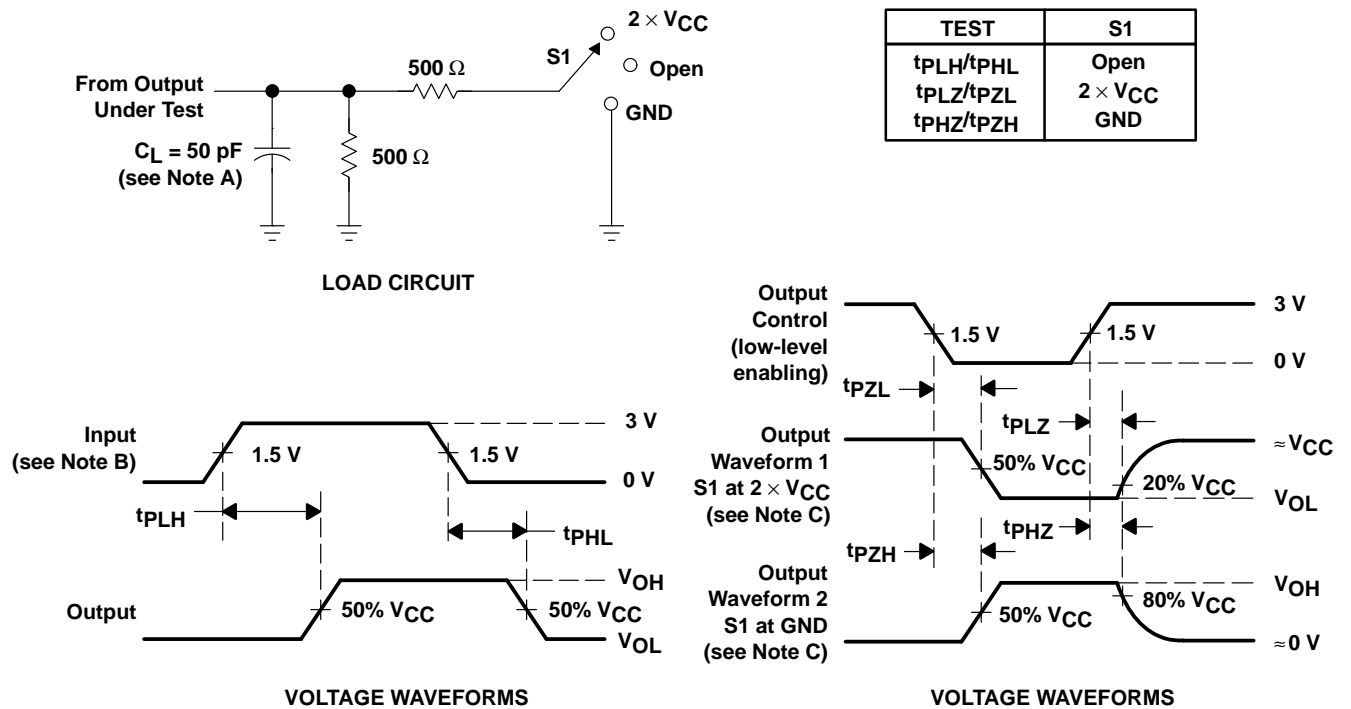 2 × VCC
S1
Open
500 Ω
From Output
Under Test
GND
CL = 50 pF
(see Note A)
500 Ω
LOAD CIRCUIT
TEST S1
tPLH/tPHL Open
tPLZ/tPZL 2 × VCC
tPHZ/tPZH GND
Input
(see Note B)
3 V
1.5 V
1.5 V
0 V
tPLH
tPHL
VOH
Output
50% VCC
50% VCC
VOL
VOLTAGE WAVEFORMS
Output
Control
(low-level
enabling)
3 V
1.5 V
1.5 V
0 V
tPZL
tPLZ
Output
Waveform 1
S1 at 2 × VCC
(see Note C)
≈VCC
50% VCC
20% VCC
VOL
tPHZ
tPZH
Output
Waveform 2
S1 at GND
(see Note C)
VOH
50% VCC
80% VCC
≈0 V
VOLTAGE WAVEFORMS